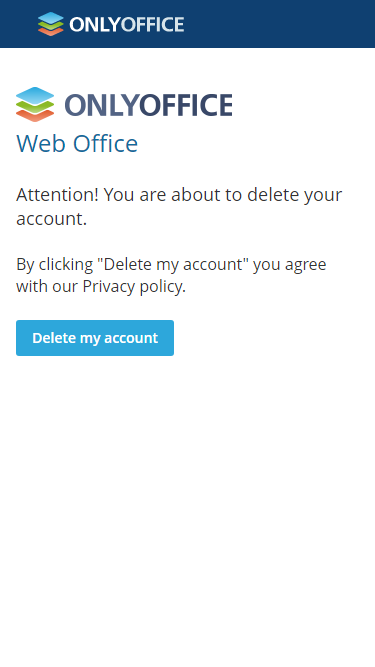 ONLYOFFICE
ONLYOFFICE
Web Office
Attention! You are about to delete your
account.
By clicking "Delete my account" you agree
with our Privacy policy.
Delete my account